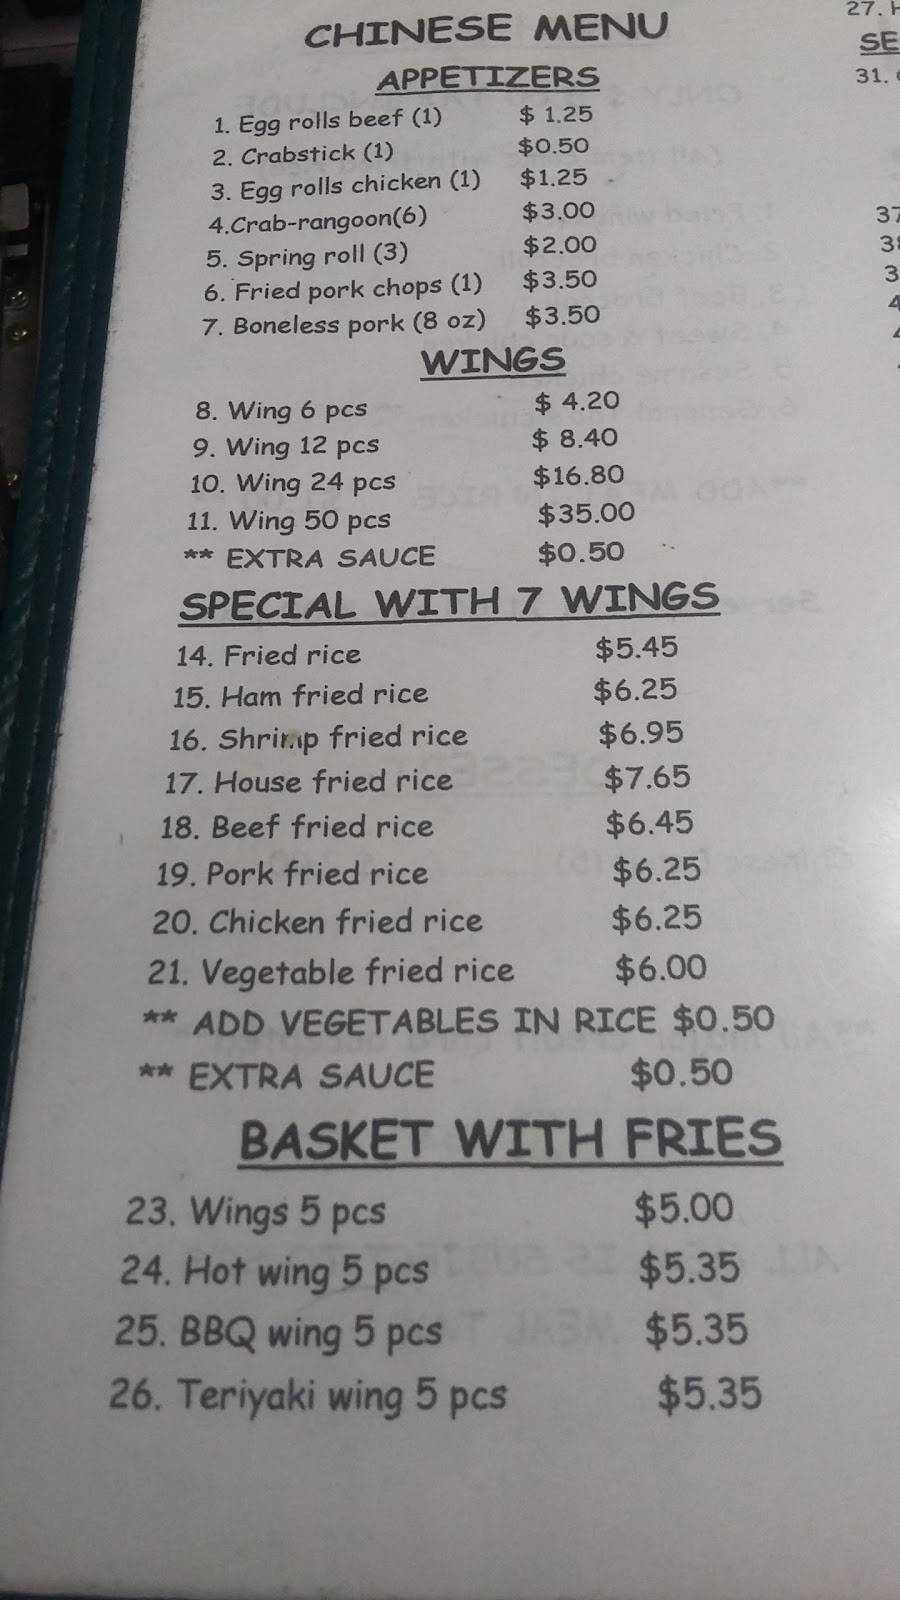 CHINESE MENU
APPETIZERS
1. Egg rolls beef (1) $ 1.25
2. Crabstick (1) $0.50
3. Egg rolls chicken (1) $1.25
4.Crab-rangoon(6) $3.00
5. Spring roll (3) $2.00
6. Fried pork chops (1) $3.50
7. Boneless pork (8 oz) $3.50
WINGS
8. Wing 6 pcs $ 4.20
9. Wing 12 pcs $ 8.40
10. Wing 24 pcs $16.80
11. Wing 50 pcs $35.00
** EXTRA SAUCE $0.50
SPECIAL WITH 7 WINGS
14. Fried rice $5.45
15. Ham fried rice $6.25
16. Shrimp fried rice $6.95
17. House fried rice $7.65
18. Beef fried rice $6.45
19. Pork fried rice $6.25
20. Chicken fried rice $6.25
21. Vegetable fried rice $6.00
** ADD VEGETABLES IN RICE $0.50
** EXTRA SAUCE $0.50
BASKET WITH FRIES
23. Wings 5 pcs $5.00
24. Hot wing 5 pcs $5.35
25. BBQ wing 5 pcs $5.35
26. Teriyaki wing 5 pcs $5.35
27.
SE
31.
37